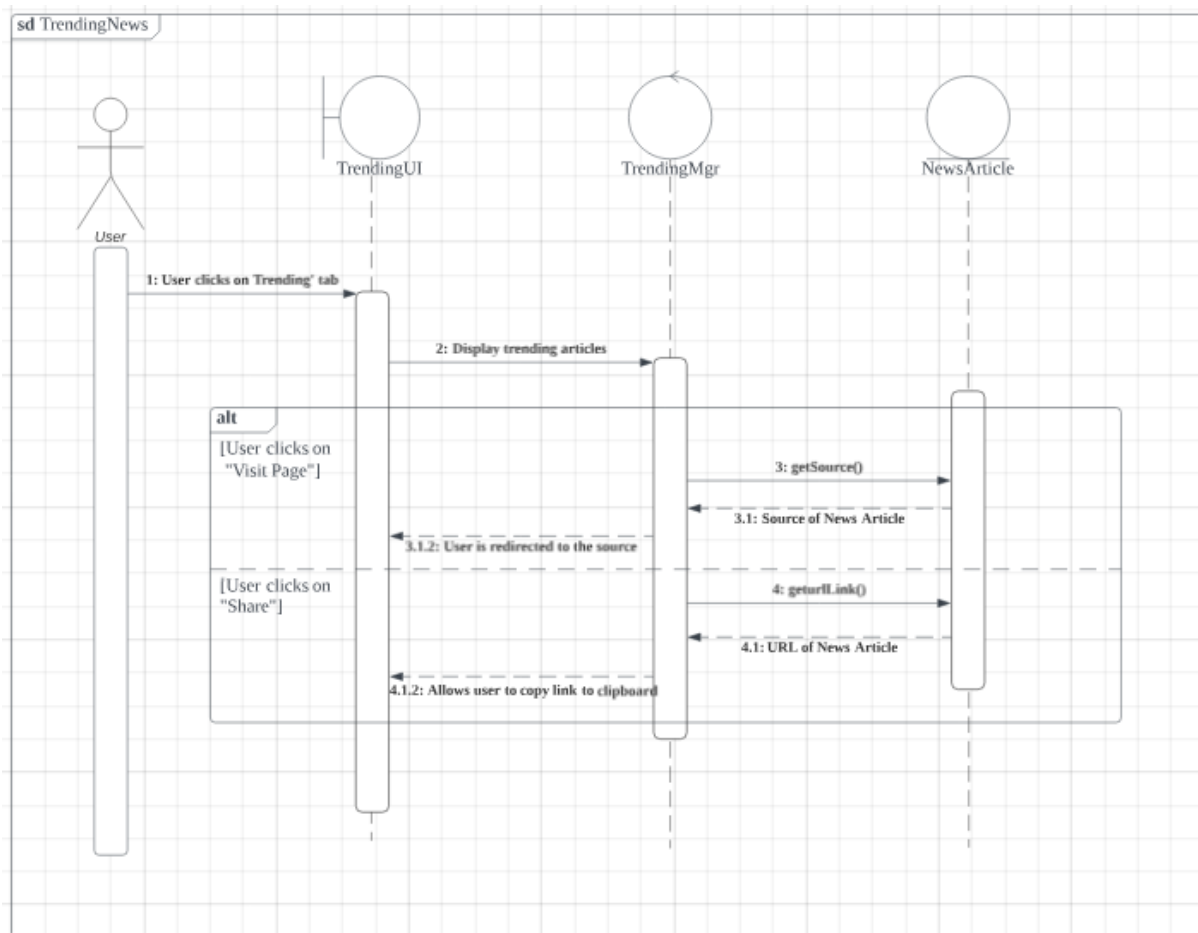 sd TrendingNews
TrendingUI
TrendingMgr
NewsArticle
User
1: User clicks on Trending' tab
2: Display trending articles
alt
[User clicks on
"Visit Page"]
3: getSource()
3.1: Source of News Article
3.1.2: User is redirected to the source
[User clicks on
"Share"]
4: geturlLink()
4.1: URL of News Article
4.1.2: Allows user to copy link to clipboard